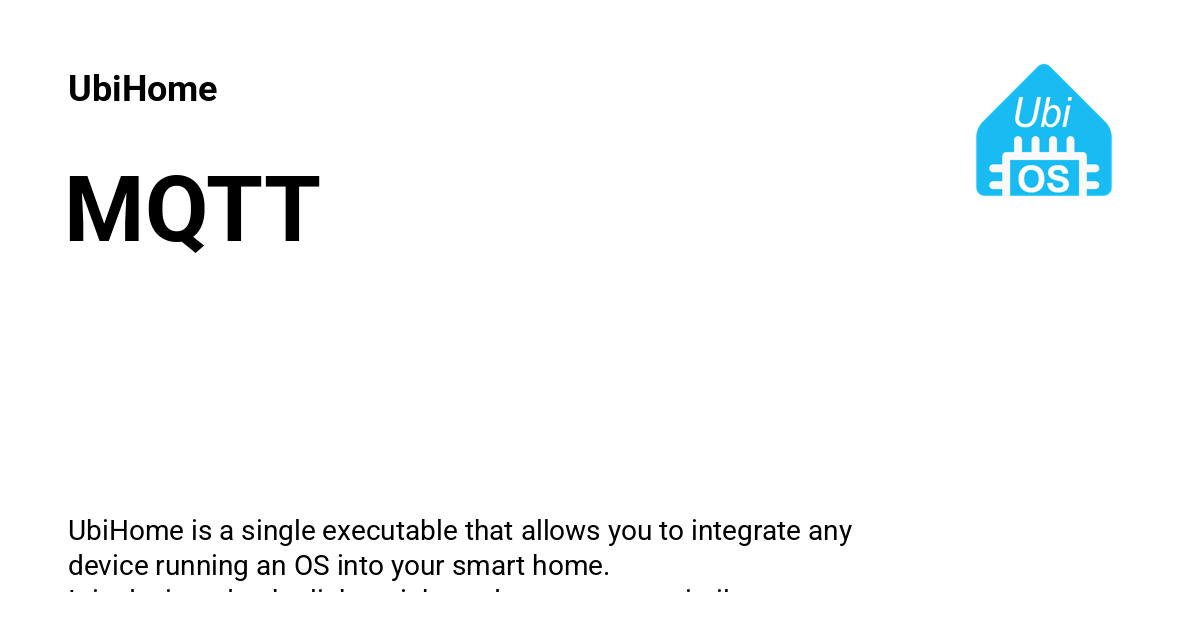 UbiHome
Ubi
OS
MQTT
UbiHome is a single executable that allows you to integrate any
device running an OS into your smart home.